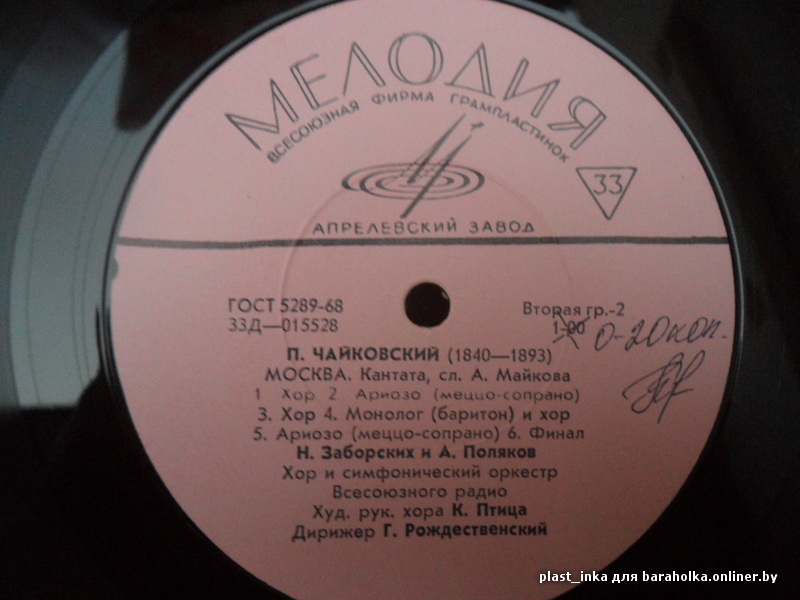 МЕЛОДИЯ
ВСЕСОЮЗНАЯ ФИРМА ГРАМПЛАСТИНОК
33
АПРЕЛЕВСКИЙ ЗАВОД
ГОСТ 5289-68
33Д—015528
Вторая гр.-2
1-00 0-20 коп.
П. ЧАЙКОВСКИЙ (1840—1893)
МОСКВА. Кантата, сл. А. Майкова
1 Хор 2 Ариозо (меццо-сопрано)
3. Хор 4. Монолог (баритон) и хор
5. Ариозо (меццо-сопрано) 6. Финал
Н. Заборских и А. Поляков
Хор и симфонический оркестр
Всесоюзного радио
Худ. рук. хора К. Птица
Дирижер Г. Рождественский
plast_inka для baraholka.onliner.by